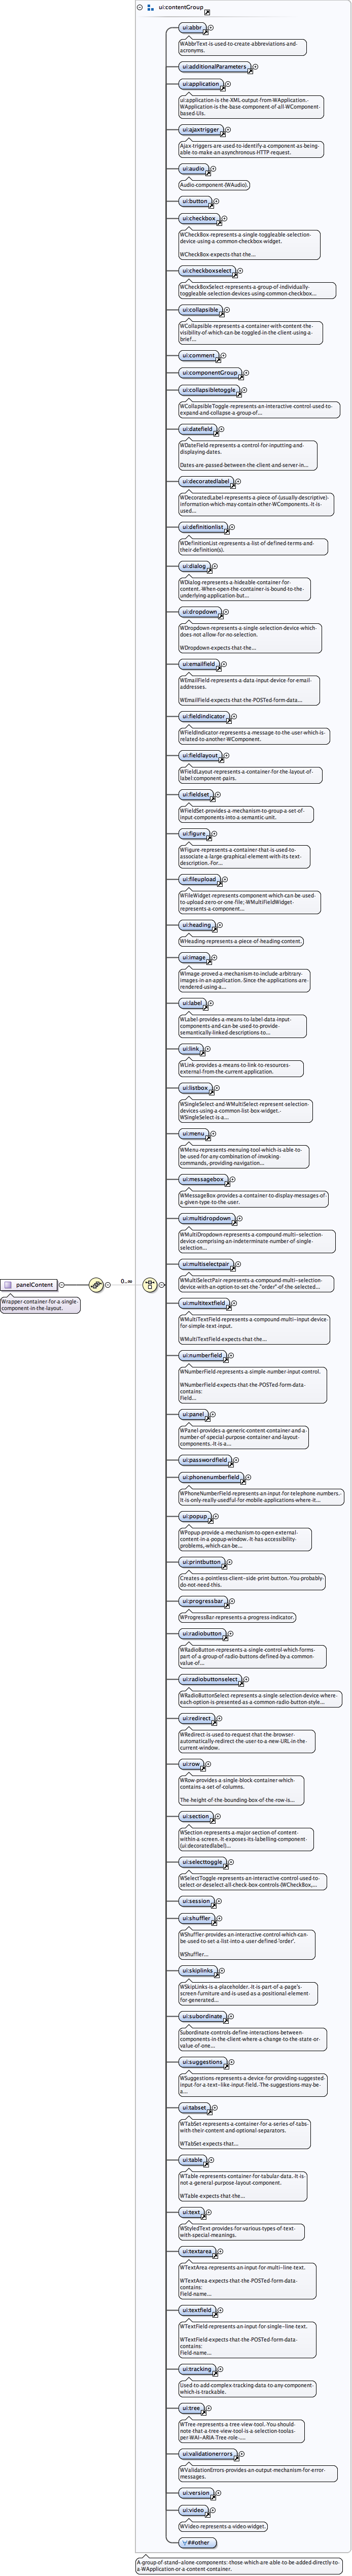 ui:contentGroup
ui:abbr
WAbbrText is used to create abbreviations and
acronyms.
ui:additionalParameters
ui:application
ui:application is the XML output from WApplication.
WApplication is the base component of all WComponent
based UIs.
ui:ajaxtrigger
Ajax triggers are used to identify a component as being
able to make an asynchronous HTTP request.
ui:audio
Audio component (WAudio).
ui:button
ui:checkbox
WCheckBox represents a single toggleable selection
device using a common checkbox widget.
WCheckBox expects that the...
ui:checkboxselect
WCheckBoxSelect represents a group of individually
toggleable selection devices using common checkbox...
ui:collapsible
WCollapsible represents a container with content the
visibility of which can be toggled in the client using a
brief...
ui:comment
ui:componentGroup
ui:collapsibletoggle
WCollapsibleToggle represents an interactive control used to
expand and collapse a group of...
ui:datefield
WDateField represents a control for inputting and
displaying dates.
Dates are passed between the client and server in...
ui:decoratedlabel
WDecoratedLabel represents a piece of (usually descriptive)
information which may contain other WComponents. It is
used...
ui:definitionlist
WDefinitionList represents a list of defined terms and
their definition(s).
ui:dialog
WDialog represents a hideable container for
content. When open the container is bound to the
underlying application but...
ui:dropdown
WDropdown represents a single selection device which
does not allow for no selection.
WDropdown expects that the...
ui:emailfield
WEmailField represents a data input device for email
addresses.
WEmailField expects that the POSTed form data...
ui:fieldindicator
WFieldIndicator represents a message to the user which is
related to another WComponent.
ui:fieldlayout
WFieldLayout represents a container for the layout of
label:component pairs.
ui:fieldset
WFieldSet provides a mechanism to group a set of
input components into a semantic unit.
ui:figure
WFigure represents a container that is used to
associate a large graphical element with its text
description. For...
ui:fileupload
WFileWidget represents component which can be used
to upload zero or one file; WMultiFileWidget
represents a component...
ui:heading
WHeading represents a piece of heading content.
ui:image
WImage proved a mechanism to include arbitrary
images in an application. Since the applications are
rendered using a...
ui:label
WLabel provides a means to label data input
components and can be used to provide
semantically linked descriptions to...
ui:link
WLink provides a means to link to resources
external from the current application.
ui:listbox
WSingleSelect and WMultiSelect represent selection
devices using a common list box widget.
WSingleSelect is a...
ui:menu
WMenu represents menuing tool which is able to
be used for any combination of invoking
commands, providing navigation...
ui:messagebox
WMessageBox provides a container to display messages of
a given type to the user.
ui:multidropdown
WMultiDropdown represents a compound multi-selection
device comprising an indeterminate number of single
selection...
ui:multiselectpair
WMultiSelectPair represents a compound multi-selection
device with an option to set the "order" of the selected...
ui:multitextfield
WMultiTextField represents a compound multi-input device
for simple text input.
WMultiTextField expects that the...
ui:numberfield
WNumberField represents a simple number input control.
WNumberField expects that the POSTed form data
contains:
Field...
ui:panel
WPanel provides a generic content container and a
number of special purpose container and layout
components. It is a...
ui:passwordfield
ui:phonenumberfield
WPhoneNumberField represents an input for telephone numbers.
It is only really useful for mobile applications where it...
ui:popup
WPopup provide a mechanism to open external
content in a popup window. It has accessibility
problems, which can be...
ui:printbutton
Creates a pointless client-side print button. You probably
do not need this.
ui:progressbar
WProgressBar represents a progress indicator.
ui:radiobutton
WRadioButton represents a single control which forms
part of a group of radio buttons defined by a common
value of...
ui:radiobuttonselect
WRadioButtonSelect represents a single selection device where
each option is presented as a common radio button style...
ui:redirect
WRedirect is used to request that the browser
automatically redirect the user to a new URL in the
current window.
ui:row
WRow provides a single block container which
contains a set of columns.
The height of the bounding box of the row is...
ui:section
WSection represents a major section of content
within a screen. It exposes its labelling component
(ui:decoratedlabel)...
ui:selecttoggle
WSelectToggle represents an interactive control used to
select or deselect all check box controls (WCheckBox,...
ui:session
ui:shuffler
WShuffler provides an interactive control which can
be used to set a list into a user defined 'order'.
WShuffler...
ui:skiplinks
WSkipLinks is a placeholder. It is part of a page's
screen furniture and is used as a positional element
for generated...
panelContent
0..∞
Wrapper container for a single
component in the layout.
ui:subordinate
Subordinate controls define interactions between
components in the client where a change to the state or
value of one...
ui:suggestions
WSuggestions represents a device for providing suggested
input for a text-like input field. The suggestions may be
a...
ui:tabset
WTabSet represents a container for a series of tabs
with their content and optional separators.
WTabSet expects that...
ui:table
WTable represents container for tabular data. It is
not a general purpose layout component.
WTable expects that the...
ui:text
WStyledText provides for various types of text
with special meanings.
ui:textarea
WTextArea represents an input for multi-line text.
WTextArea expects that the POSTed form data
contains:
Field name...
ui:textfield
WTextField represents an input for single-line text.
WTextField expects that the POSTed form data
contains:
Field name...
ui:tracking
Used to add complex tracking data to any component
which is trackable.
ui:tree
WTree represents a tree view tool. You should
note that a tree view tool is a selection tool as
per WAI-ARIA Tree role ....
ui:validationerrors
WValidationErrors provides an output mechanism for error
messages.
ui:version
ui:video
WVideo represents a video widget.
##other
A group of stand-alone components: those which are able to be added directly to
a WApplication or a content container.